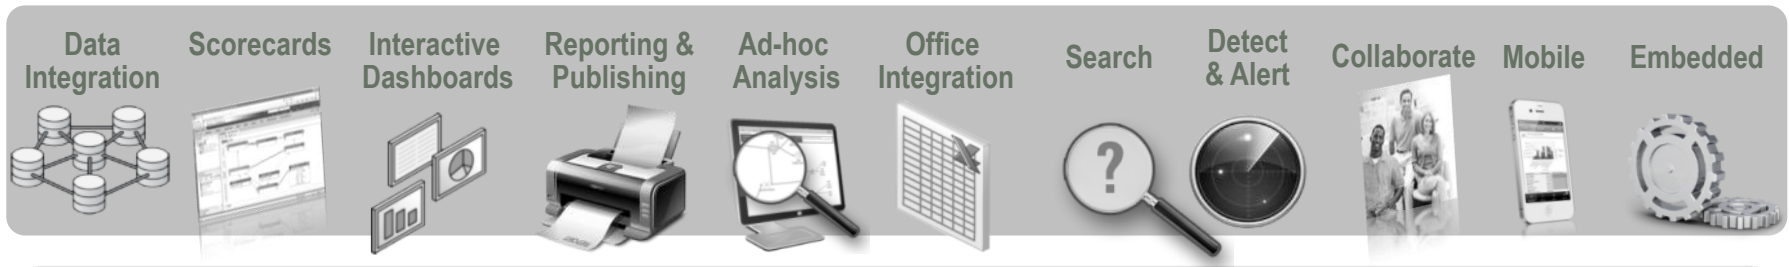 Data
Integration
Scorecards
Interactive
Dashboards
Reporting &
Publishing
Ad-hoc
Analysis
Office
Integration
Search
?
Detect
& Alert
Collaborate
Mobile
Embedded